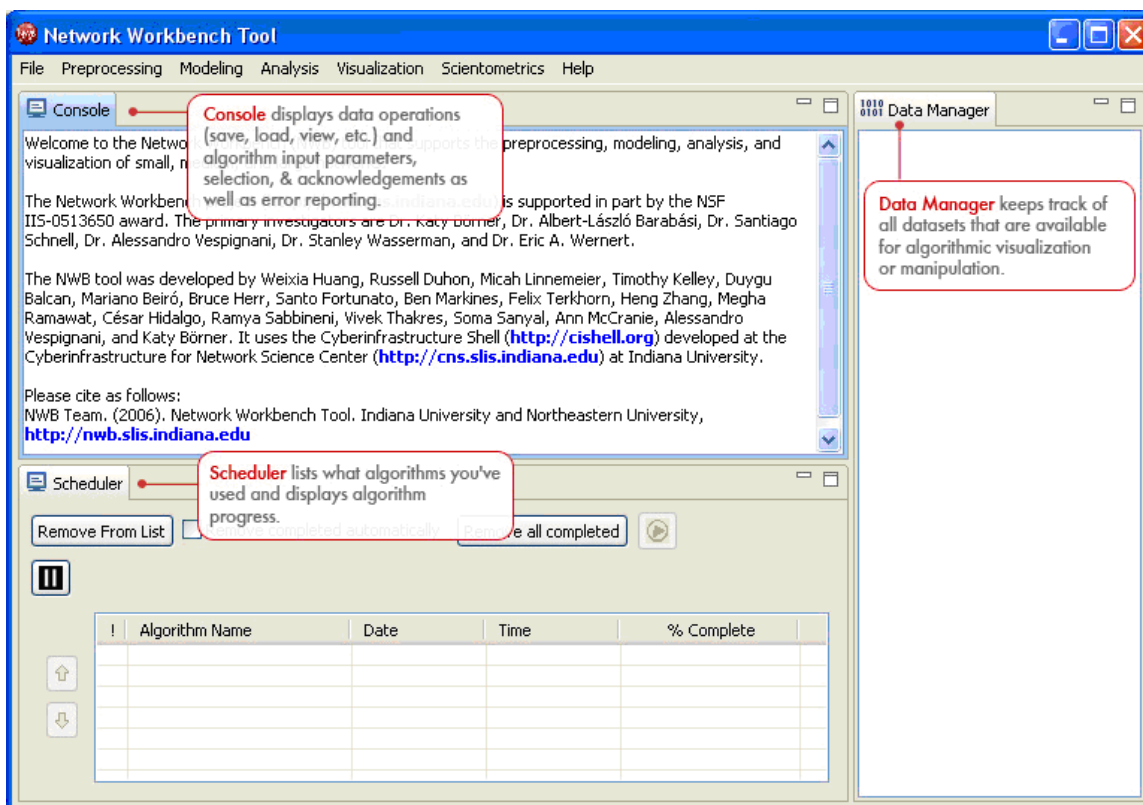 Network Workbench Tool
File Preprocessing Modeling Analysis Visualization Scientometrics Help
Console
Console displays data operations
(save, load, view, etc.) and
algorithm input parameters,
selection, & acknowledgements as
well as error reporting.
Welcome to the Network preprocessing, modeling, analysis, and
visualization of small,
The Network Workbench is supported in part by the NSF
IIS-0513650 award. The primary investigators are Dr. Katy Börner, Dr. Albert-László Barabási, Dr. Santiago
Schnell, Dr. Alessandro Vespignani, Dr. Stanley Wasserman, and Dr. Eric A. Wernert.
The NWB tool was developed by Weixia Huang, Russell Duhon, Micah Linnemeier, Timothy Kelley, Duygu
Balcan, Mariano Beiró, Bruce Herr, Santo Fortunato, Ben Markines, Felix Terkhorn, Heng Zhang, Megha
Ramawat, César Hidalgo, Ramya Sabbineni, Vivek Thakres, Soma Sanyal, Ann McCranie, Alessandro
Vespignani, and Katy Börner. It uses the Cyberinfrastructure Shell (http://cishell.org) developed at the
Cyberinfrastructure for Network Science Center (http://cns.slis.indiana.edu) at Indiana University.
Please cite as follows:
NWB Team. (2006). Network Workbench Tool. Indiana University and Northeastern University,
http://nwb.slis.indiana.edu
1010
0101 Data Manager
Data Manager keeps track of
all datasets that are available
for algorithmic visualization
or manipulation.
Scheduler
Scheduler lists what algorithms you've
used and displays algorithm
progress.
Remove From List Remove completed automatically Remove all completed
! Algorithm Name Date Time % Complete